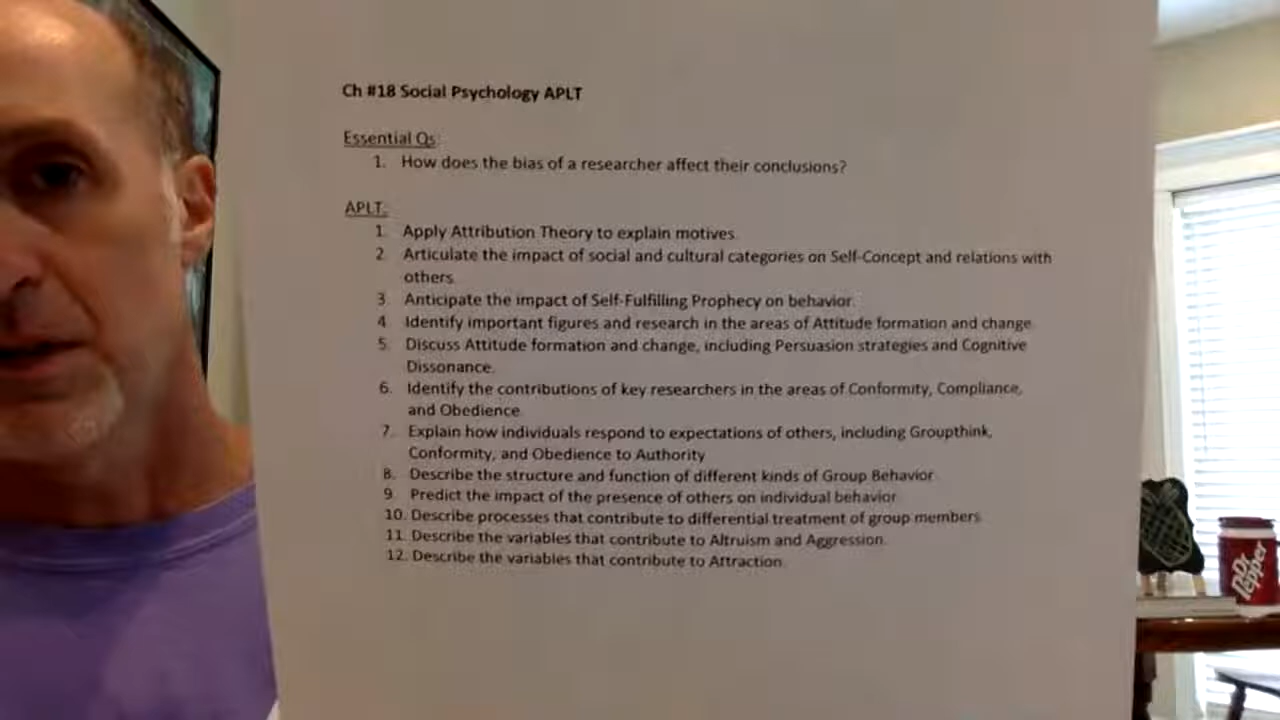 Ch #18 Social Psychology APLT
Essential Qs:
1. How does the bias of a researcher affect their conclusions?
APLT:
1. Apply Attribution Theory to explain motives.
2. Articulate the impact of social and cultural categories on Self-Concept and relations with
others.
3. Anticipate the impact of Self-Fulfilling Prophecy on behavior.
4. Identify important figures and research in the areas of Attitude formation and change.
5. Discuss Attitude formation and change, including Persuasion strategies and Cognitive
Dissonance.
6. Identify the contributions of key researchers in the areas of Conformity, Compliance,
and Obedience.
7. Explain how individuals respond to expectations of others, including Groupthink,
Conformity, and Obedience to Authority
8. Describe the structure and function of different kinds of Group Behavior.
9. Predict the impact of the presence of others on individual behavior.
10. Describe processes that contribute to differential treatment of group members.
11. Describe the variables that contribute to Altruism and Aggression.
12. Describe the variables that contribute to Attraction.
Dr Pepper